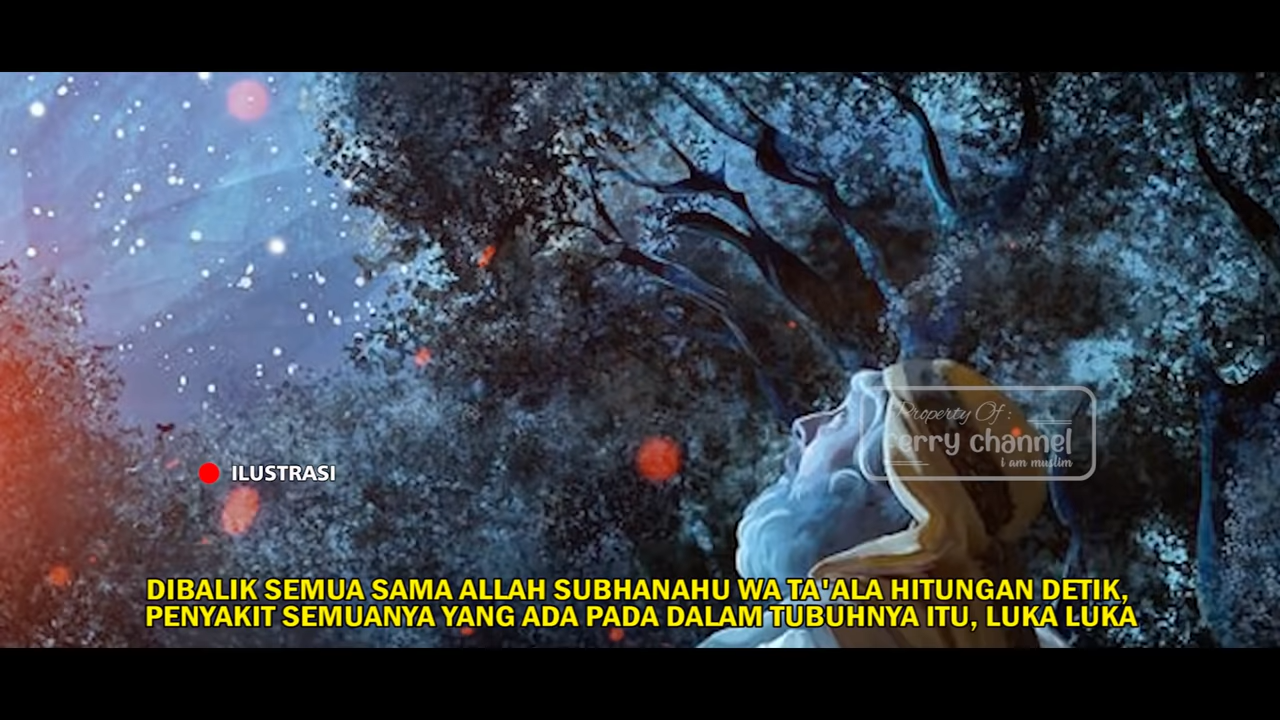 Property Of :
ferry channel
i am muslim
ILUSTRASI
DIBALIK SEMUA SAMA ALLAH SUBHANAHU WA TA'ALA HITUNGAN DETIK,
PENYAKIT SEMUANYA YANG ADA PADA DALAM TUBUHNYA ITU, LUKA LUKA